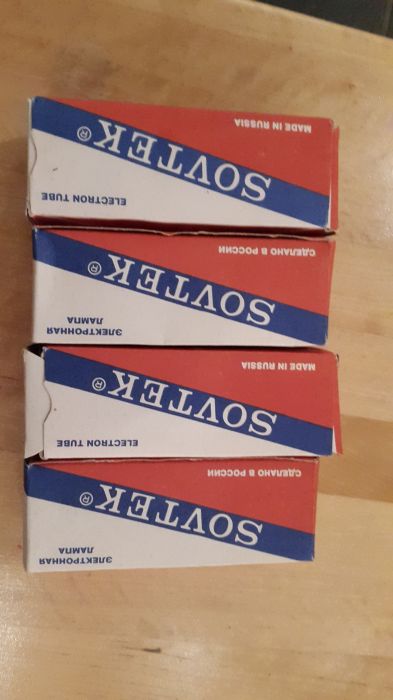 MADE IN RUSSIA
SOVTEK®
ELECTRON TUBE
СДЕЛАНО В РОССИИ
SOVTEK®
ЭЛЕКТРОННАЯ
ЛАМПА
MADE IN RUSSIA
SOVTEK®
ELECTRON TUBE
СДЕЛАНО В РОССИИ
SOVTEK®
ЭЛЕКТРОННАЯ
ЛАМПА